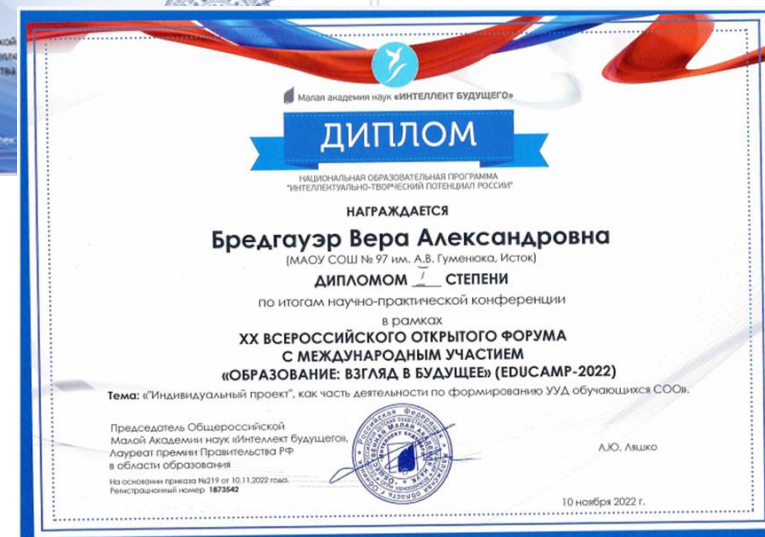 Малая академия наук «ИНТЕЛЛЕКТ БУДУЩЕГО»
ДИПЛОМ
НАЦИОНАЛЬНАЯ ОБРАЗОВАТЕЛЬНАЯ ПРОГРАММА
"ИНТЕЛЛЕКТУАЛЬНО-ТВОРЧЕСКИЙ ПОТЕНЦИАЛ РОССИИ"
НАГРАЖДАЕТСЯ
Бредгауэр Вера Александровна
(МАОУ СОШ № 97 им. А.В. Гуменюка, Исток)
ДИПЛОМОМ I СТЕПЕНИ
по итогам научно-практической конференции
в рамках
XX ВСЕРОССИЙСКОГО ОТКРЫТОГО ФОРУМА
С МЕЖДУНАРОДНЫМ УЧАСТИЕМ
«ОБРАЗОВАНИЕ: ВЗГЛЯД В БУДУЩЕЕ» (EDUCAMP-2022)
Тема: «"Индивидуальный проект", как часть деятельности по формированию УУД обучающихся СОО».
Председатель Общероссийской
Малой Академии наук «Интеллект будущего»,
Лауреат премии Правительства РФ
в области образования
Л.Ю. Ляшко
На основании приказа №219 от 10.11.2022 года.
Регистрационный номер 1873542
10 ноября 2022 г.